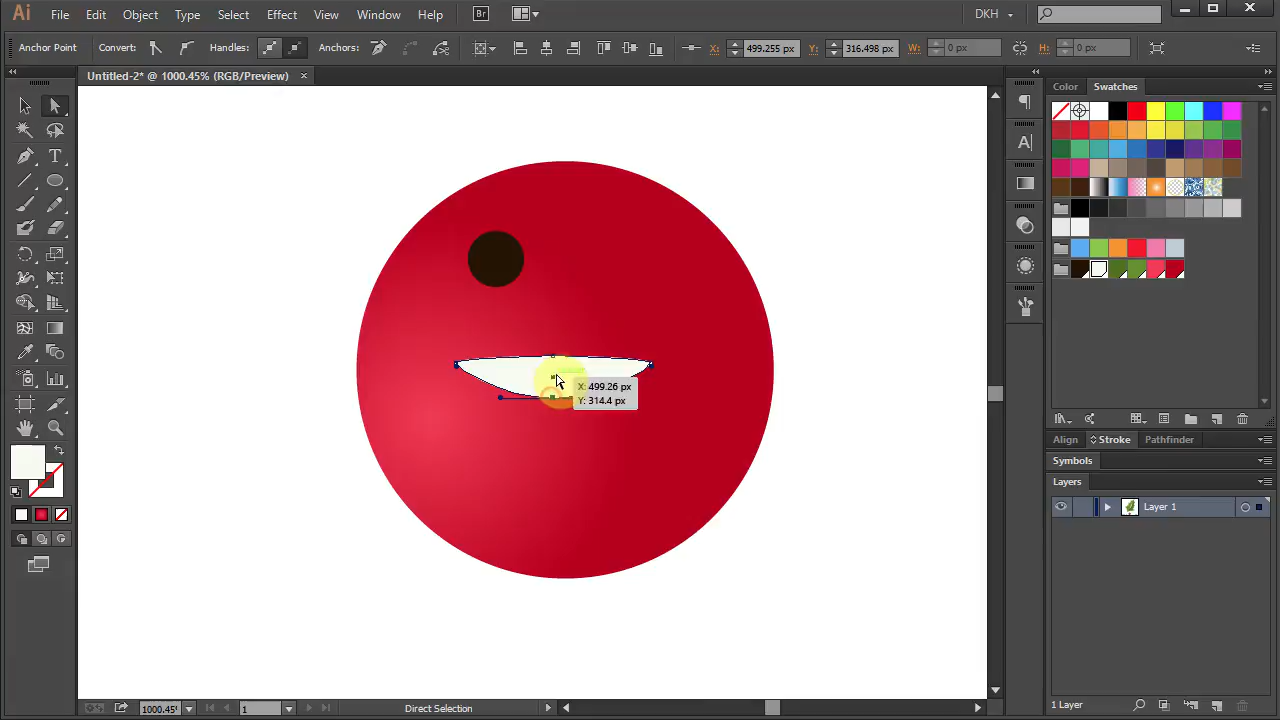 Ai File Edit Object Type Select Effect View Window Help Br DKH
Anchor Point Convert: Handles: Anchors: X: 499.255 px Y: 316.498 px W: 0 px H: 0 px
Untitled-2* @ 1000.45% (RGB/Preview) ×
Color Swatches
X: 499.26 px
Y: 314.4 px
Align Stroke Pathfinder
Symbols
Layers
Layer 1
1 Layer
1000.45% 1 Direct Selection